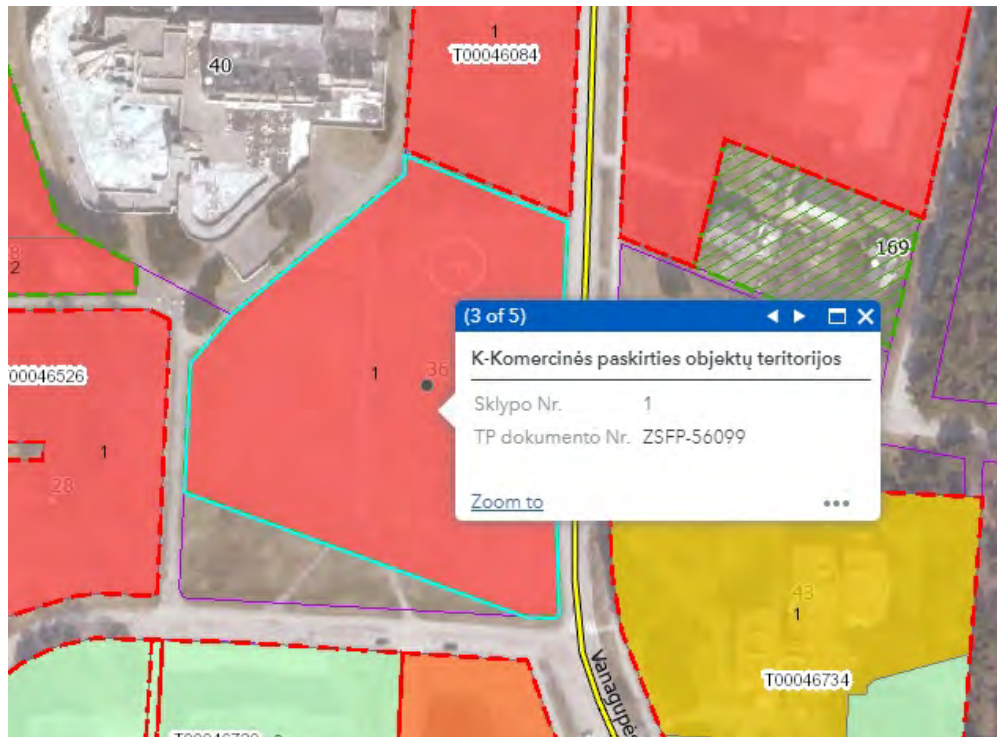 1
T00046084
40
2
169
(3 of 5)
K-Komercinės paskirties objektų teritorijos
36
1
Sklypo Nr. 1
TP dokumento Nr. ZSFP-56099
00046526
1
28
Zoom to
43
1
T00046734
Vanagupės